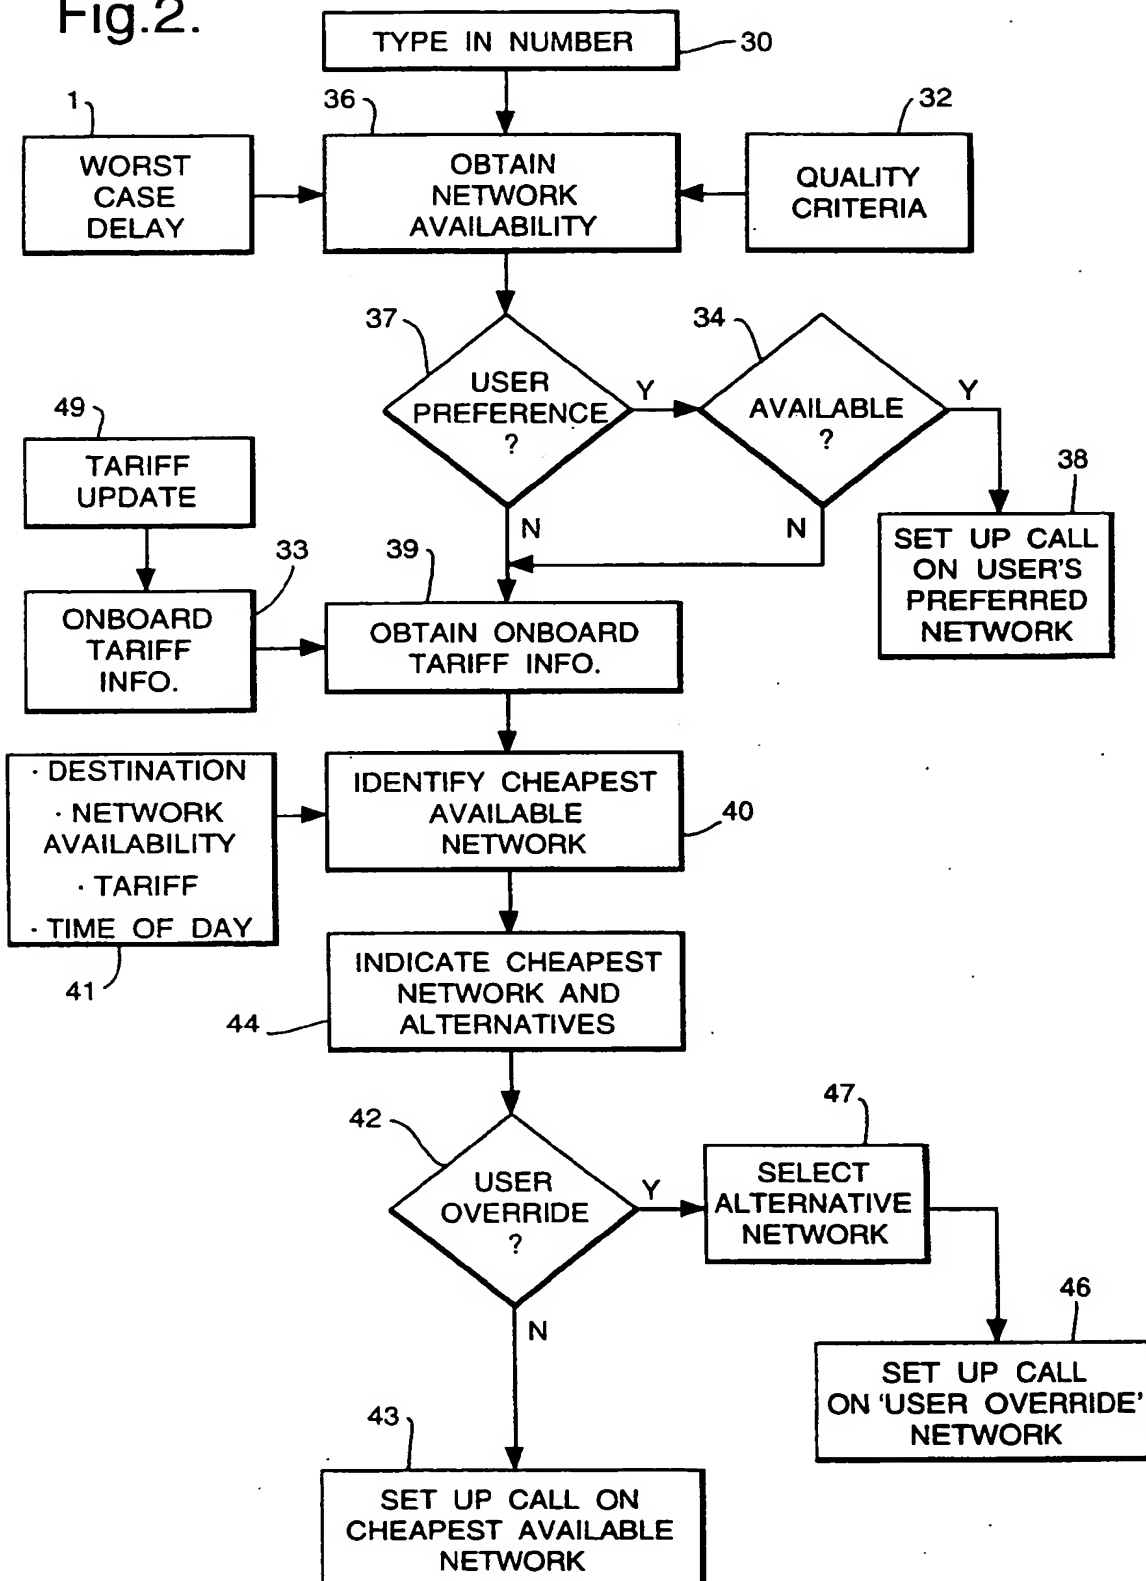 Fig.2.
TYPE IN NUMBER
30
1
36
32
WORST
CASE
DELAY
OBTAIN
NETWORK
AVAILABILITY
QUALITY
CRITERIA
37
34
USER
PREFERENCE
?
Y
AVAILABLE
?
Y
49
TARIFF
UPDATE
38
N
N
SET UP CALL
ON USER'S
PREFERRED
NETWORK
33
39
ONBOARD
TARIFF
INFO.
OBTAIN ONBOARD
TARIFF INFO.
· DESTINATION
· NETWORK
AVAILABILITY
· TARIFF
· TIME OF DAY
41
IDENTIFY CHEAPEST
AVAILABLE
NETWORK
40
INDICATE CHEAPEST
NETWORK AND
ALTERNATIVES
44
42
47
USER
OVERRIDE
?
Y
SELECT
ALTERNATIVE
NETWORK
46
N
SET UP CALL
ON 'USER OVERRIDE'
NETWORK
43
SET UP CALL ON
CHEAPEST AVAILABLE
NETWORK